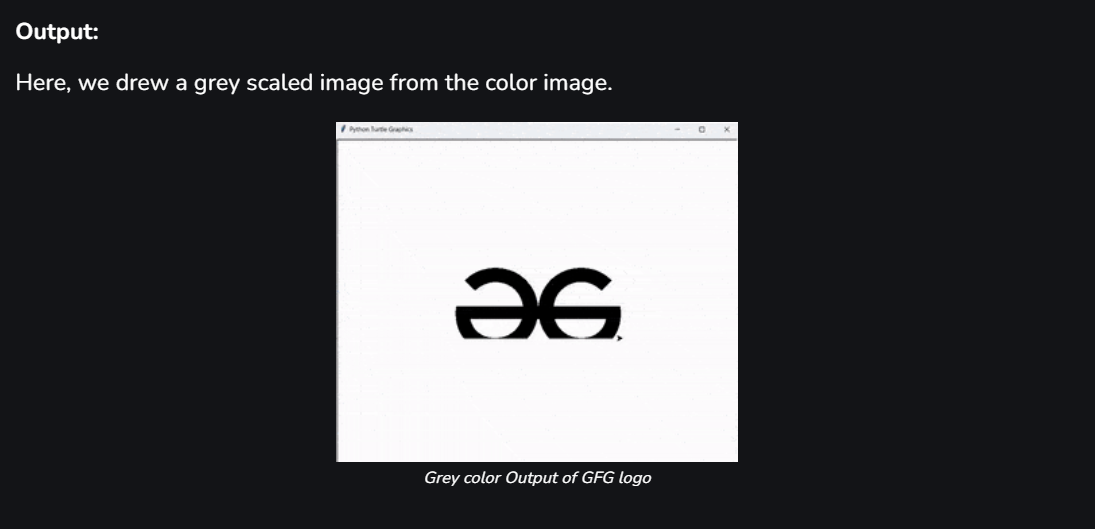 Output:
Here, we drew a grey scaled image from the color image.
Python Turtle Graphics
Grey color Output of GFG logo